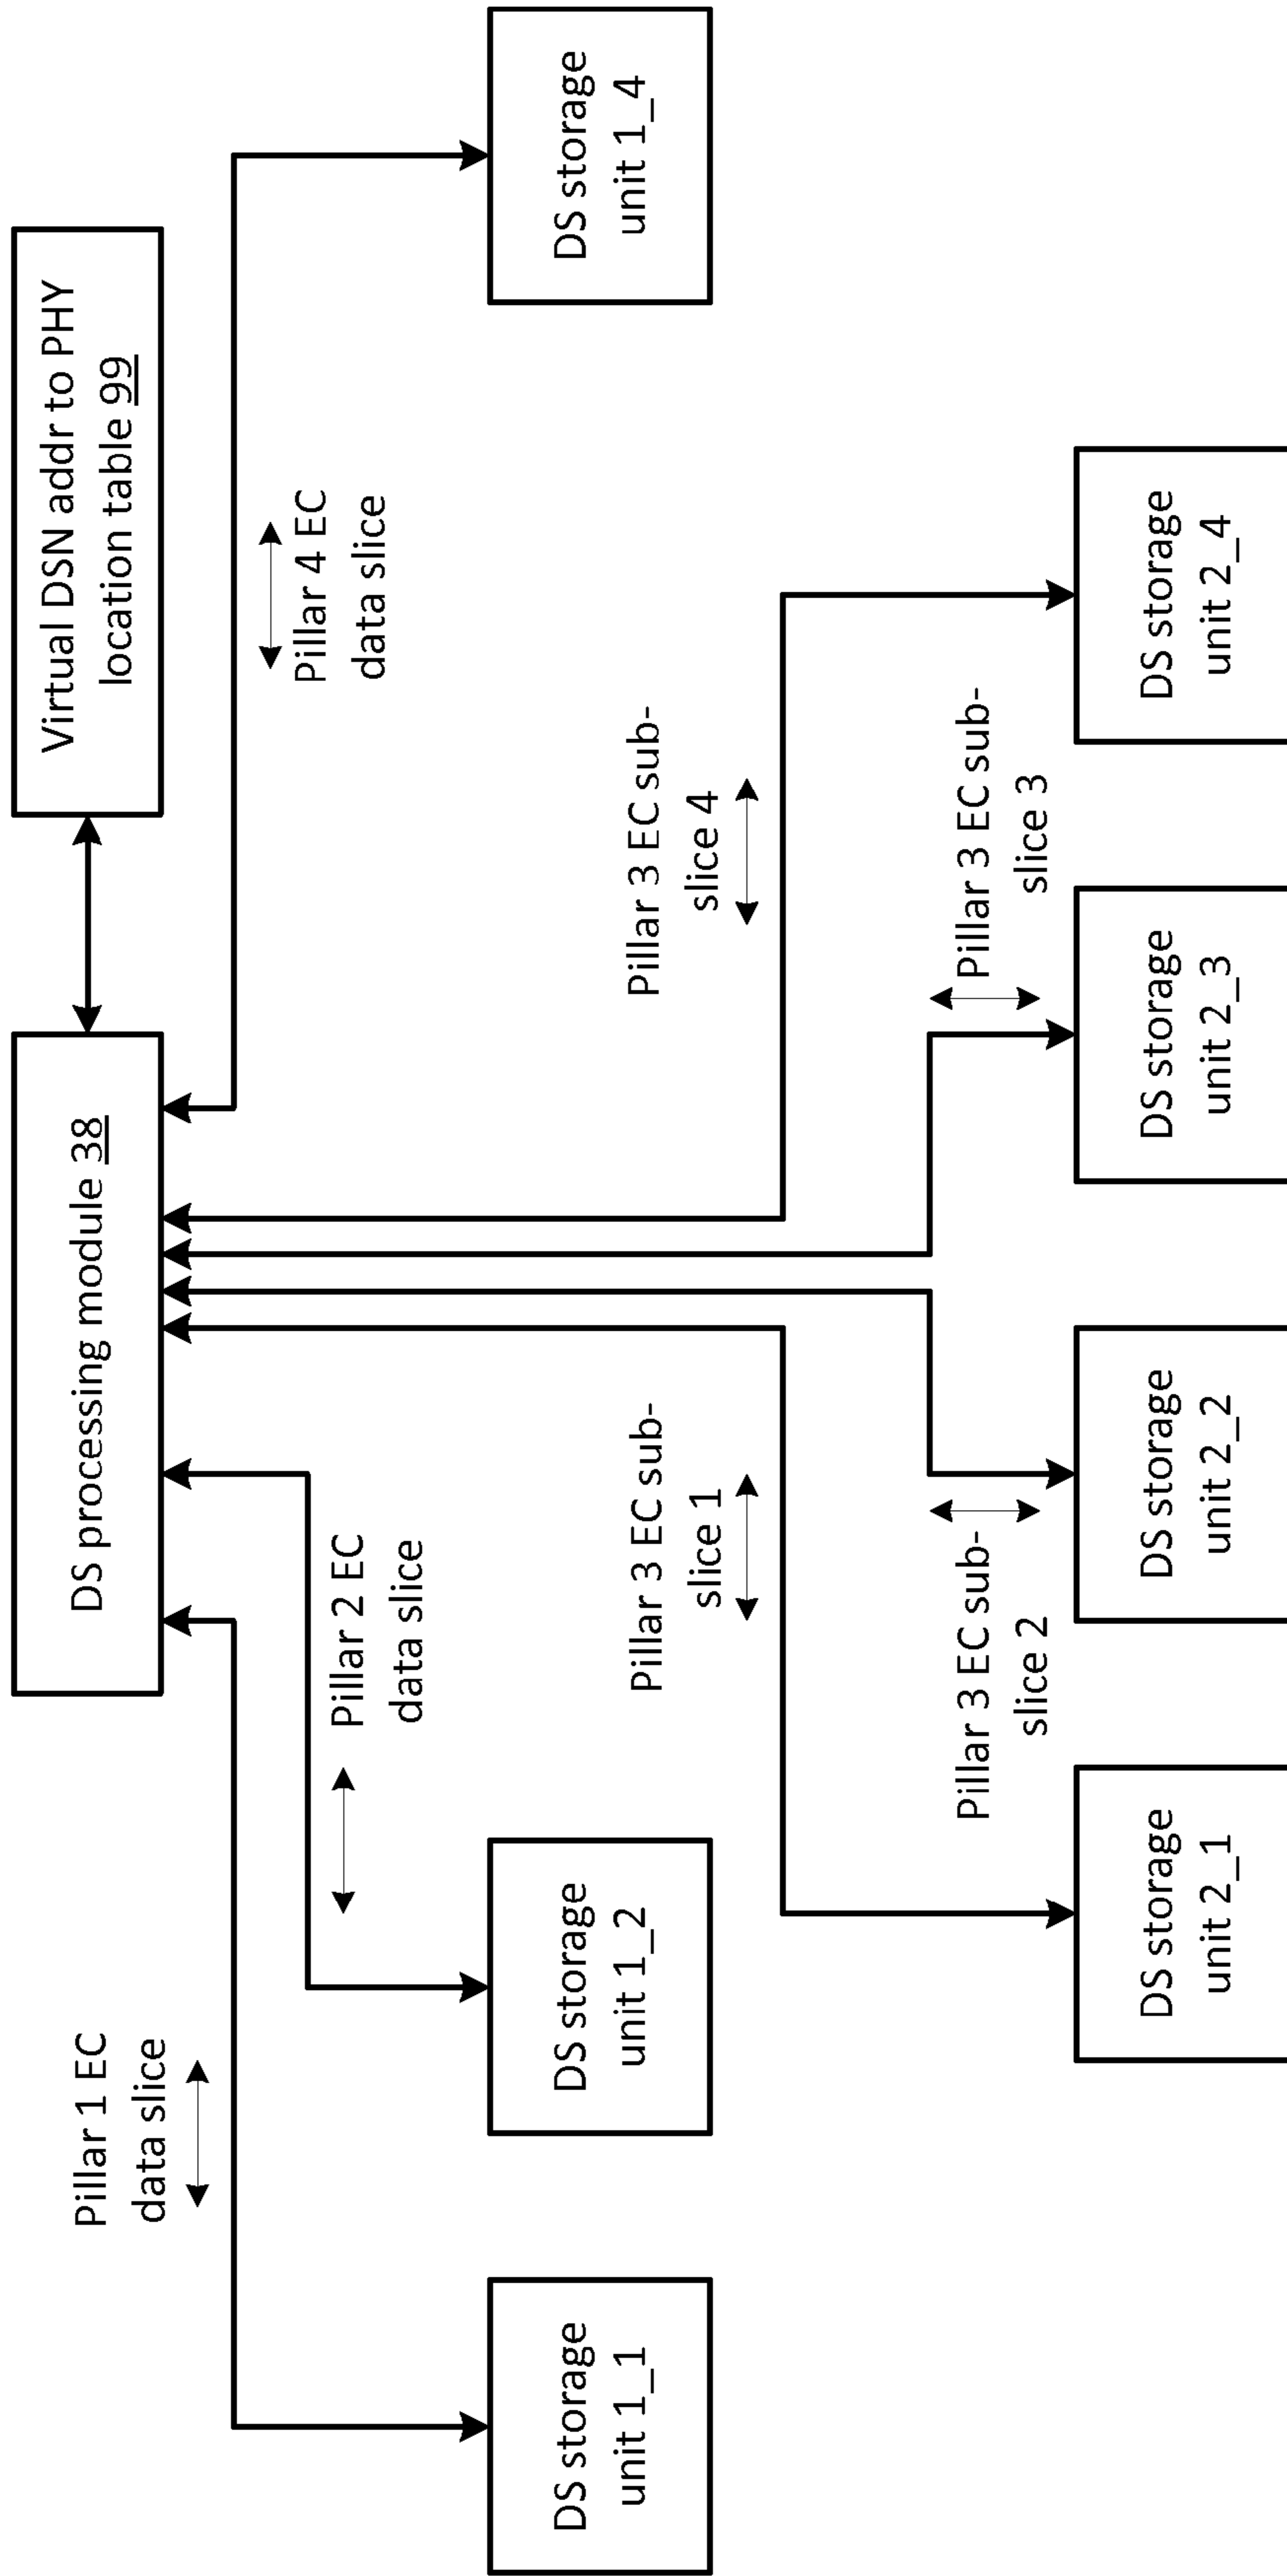 DS processing module 38
Virtual DSN addr to PHY
location table 99
Pillar 1 EC
data slice
Pillar 2 EC
data slice
Pillar 4 EC
data slice
DS storage
unit 1_1
DS storage
unit 1_2
DS storage
unit 1_4
Pillar 3 EC sub-
slice 1
Pillar 3 EC sub-
slice 4
Pillar 3 EC sub-
slice 2
Pillar 3 EC sub-
slice 3
DS storage
unit 2_1
DS storage
unit 2_2
DS storage
unit 2_3
DS storage
unit 2_4